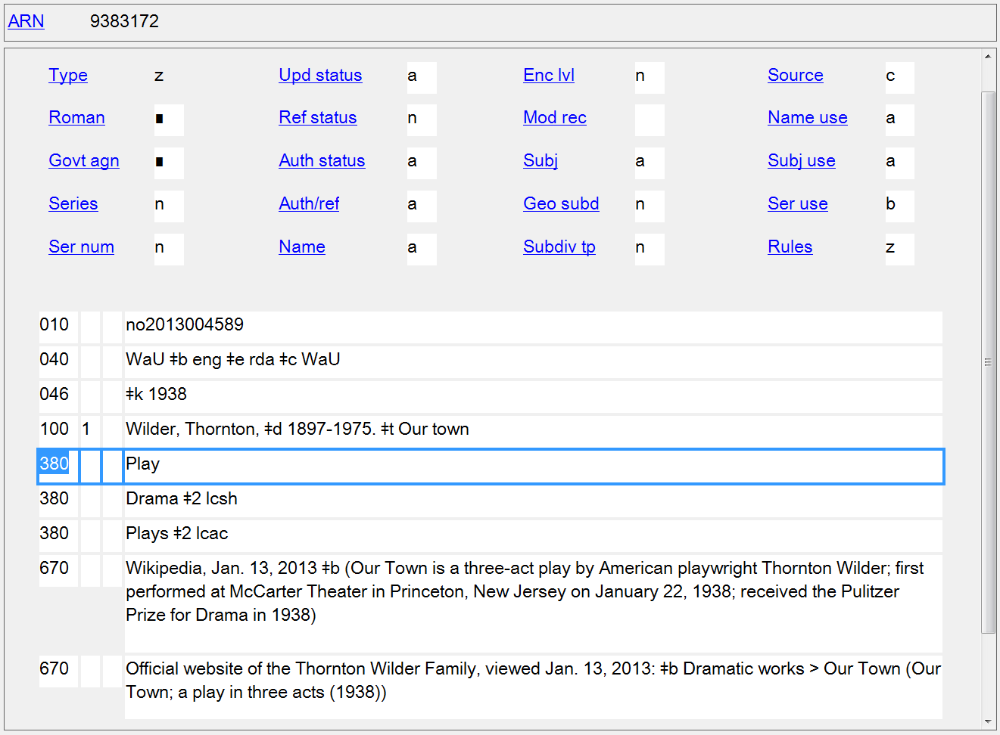 ARN 9383172
Type z Upd status a Enc lvl n Source c
Roman ∎ Ref status n Mod rec Name use a
Govt agn ∎ Auth status a Subj a Subj use a
Series n Auth/ref a Geo subd n Ser use b
Ser num n Name a Subdiv tp n Rules z
010 no2013004589
040 WaU ‡b eng ‡e rda ‡c WaU
046 ‡k 1938
100 1 Wilder, Thornton, ‡d 1897-1975. ‡t Our town
380 Play
380 Drama ‡2 lcsh
380 Plays ‡2 lcac
670 Wikipedia, Jan. 13, 2013 ‡b (Our Town is a three-act play by American playwright Thornton Wilder; first
performed at McCarter Theater in Princeton, New Jersey on January 22, 1938; received the Pulitzer
Prize for Drama in 1938)
670 Official website of the Thornton Wilder Family, viewed Jan. 13, 2013: ‡b Dramatic works > Our Town (Our
Town; a play in three acts (1938))